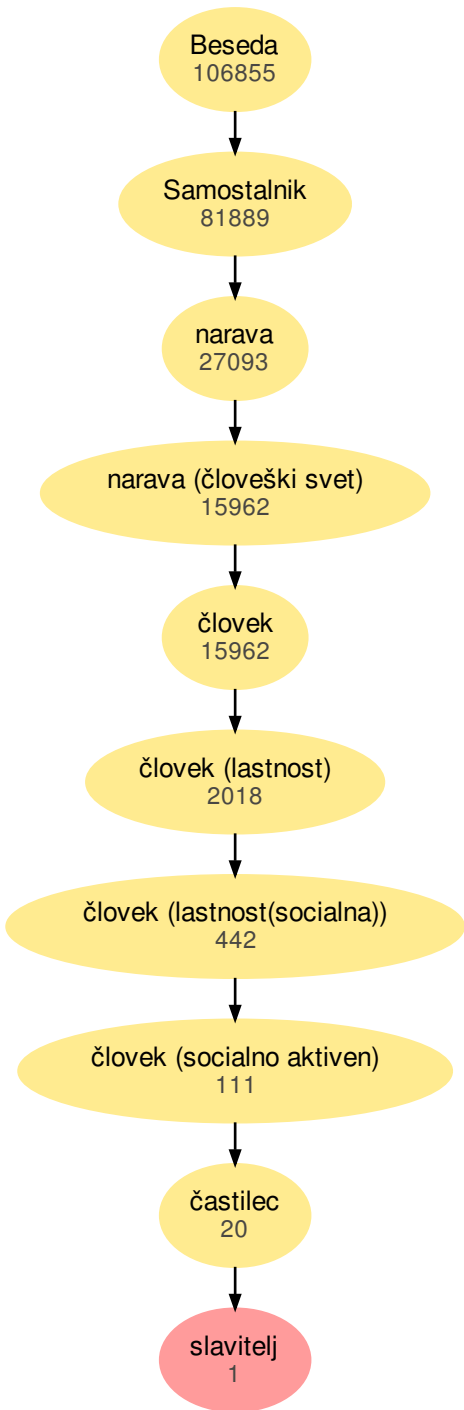 Beseda
106855
Samostalnik
81889
narava
27093
narava (človeški svet)
15962
človek
15962
človek (lastnost)
2018
človek (lastnost(socialna))
442
človek (socialno aktiven)
111
častilec
20
slavitelj
1